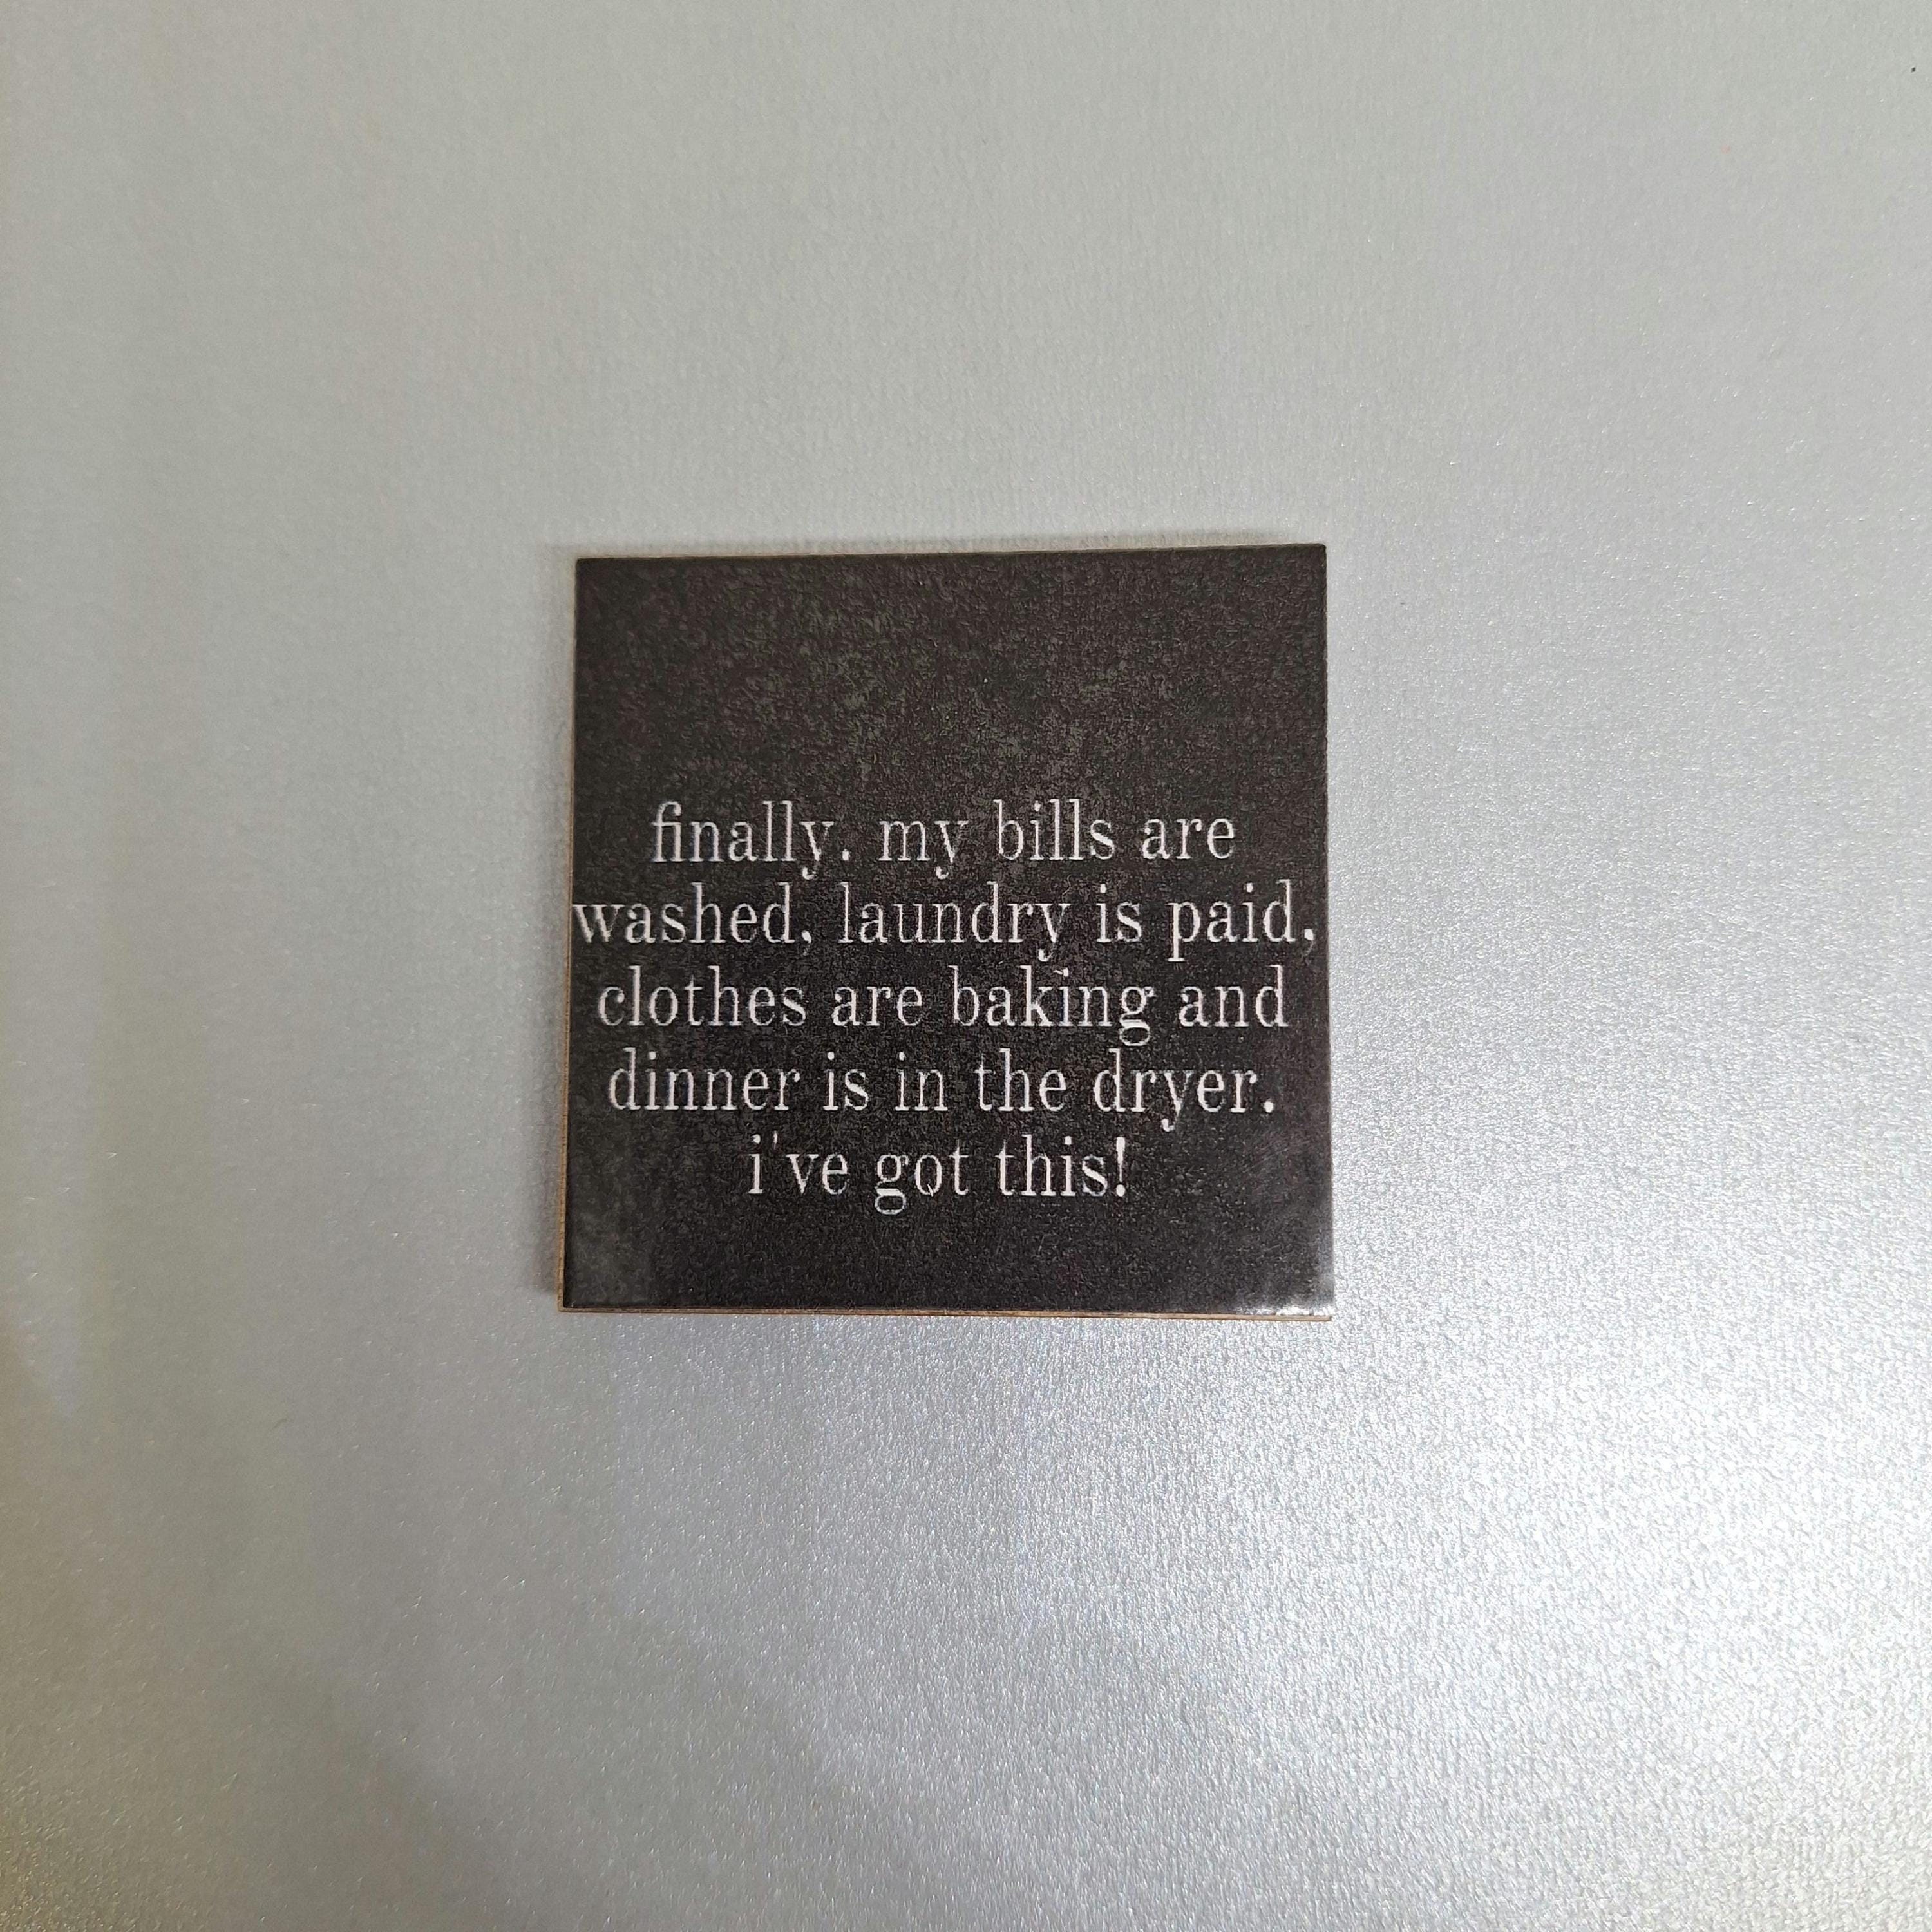 finally. my bills are
washed, laundry is paid,
clothes are baking and
dinner is in the dryer.
i've got this!